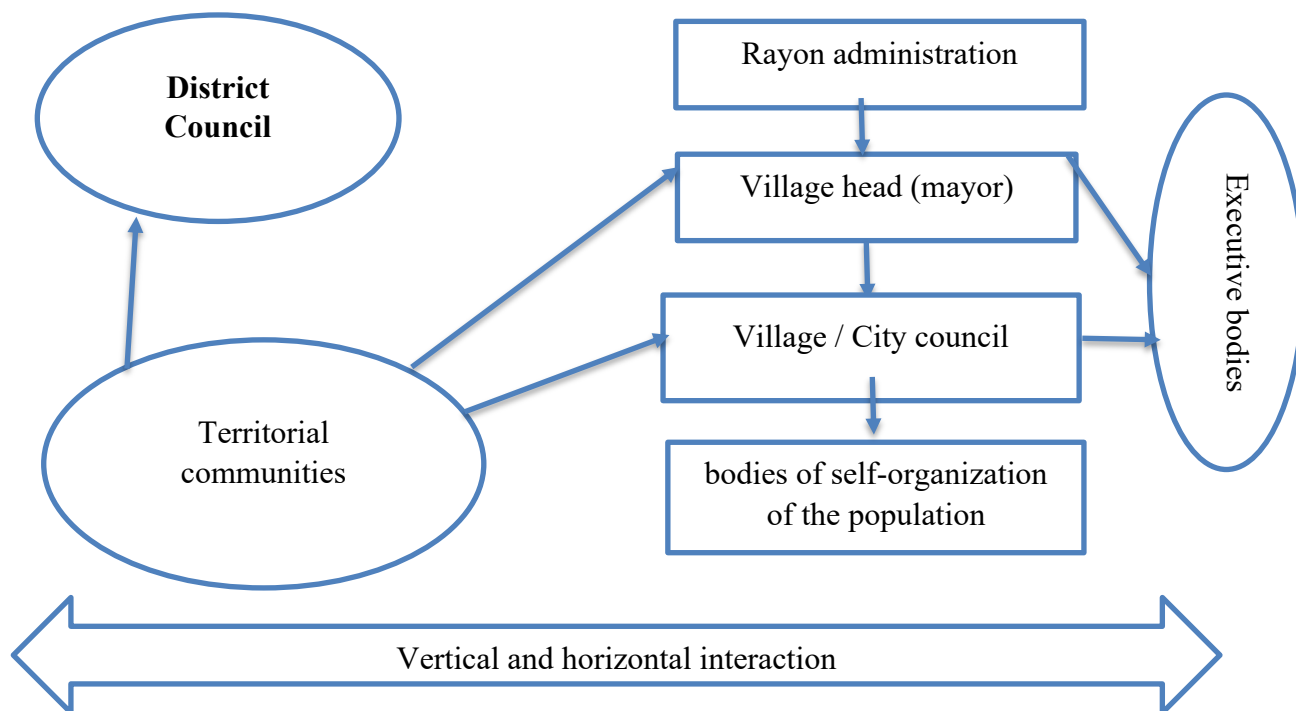 District
Council
Rayon administration
Village head (mayor)
Village / City council
bodies of self-organization
of the population
Executive bodies
Territorial
communities
Vertical and horizontal interaction